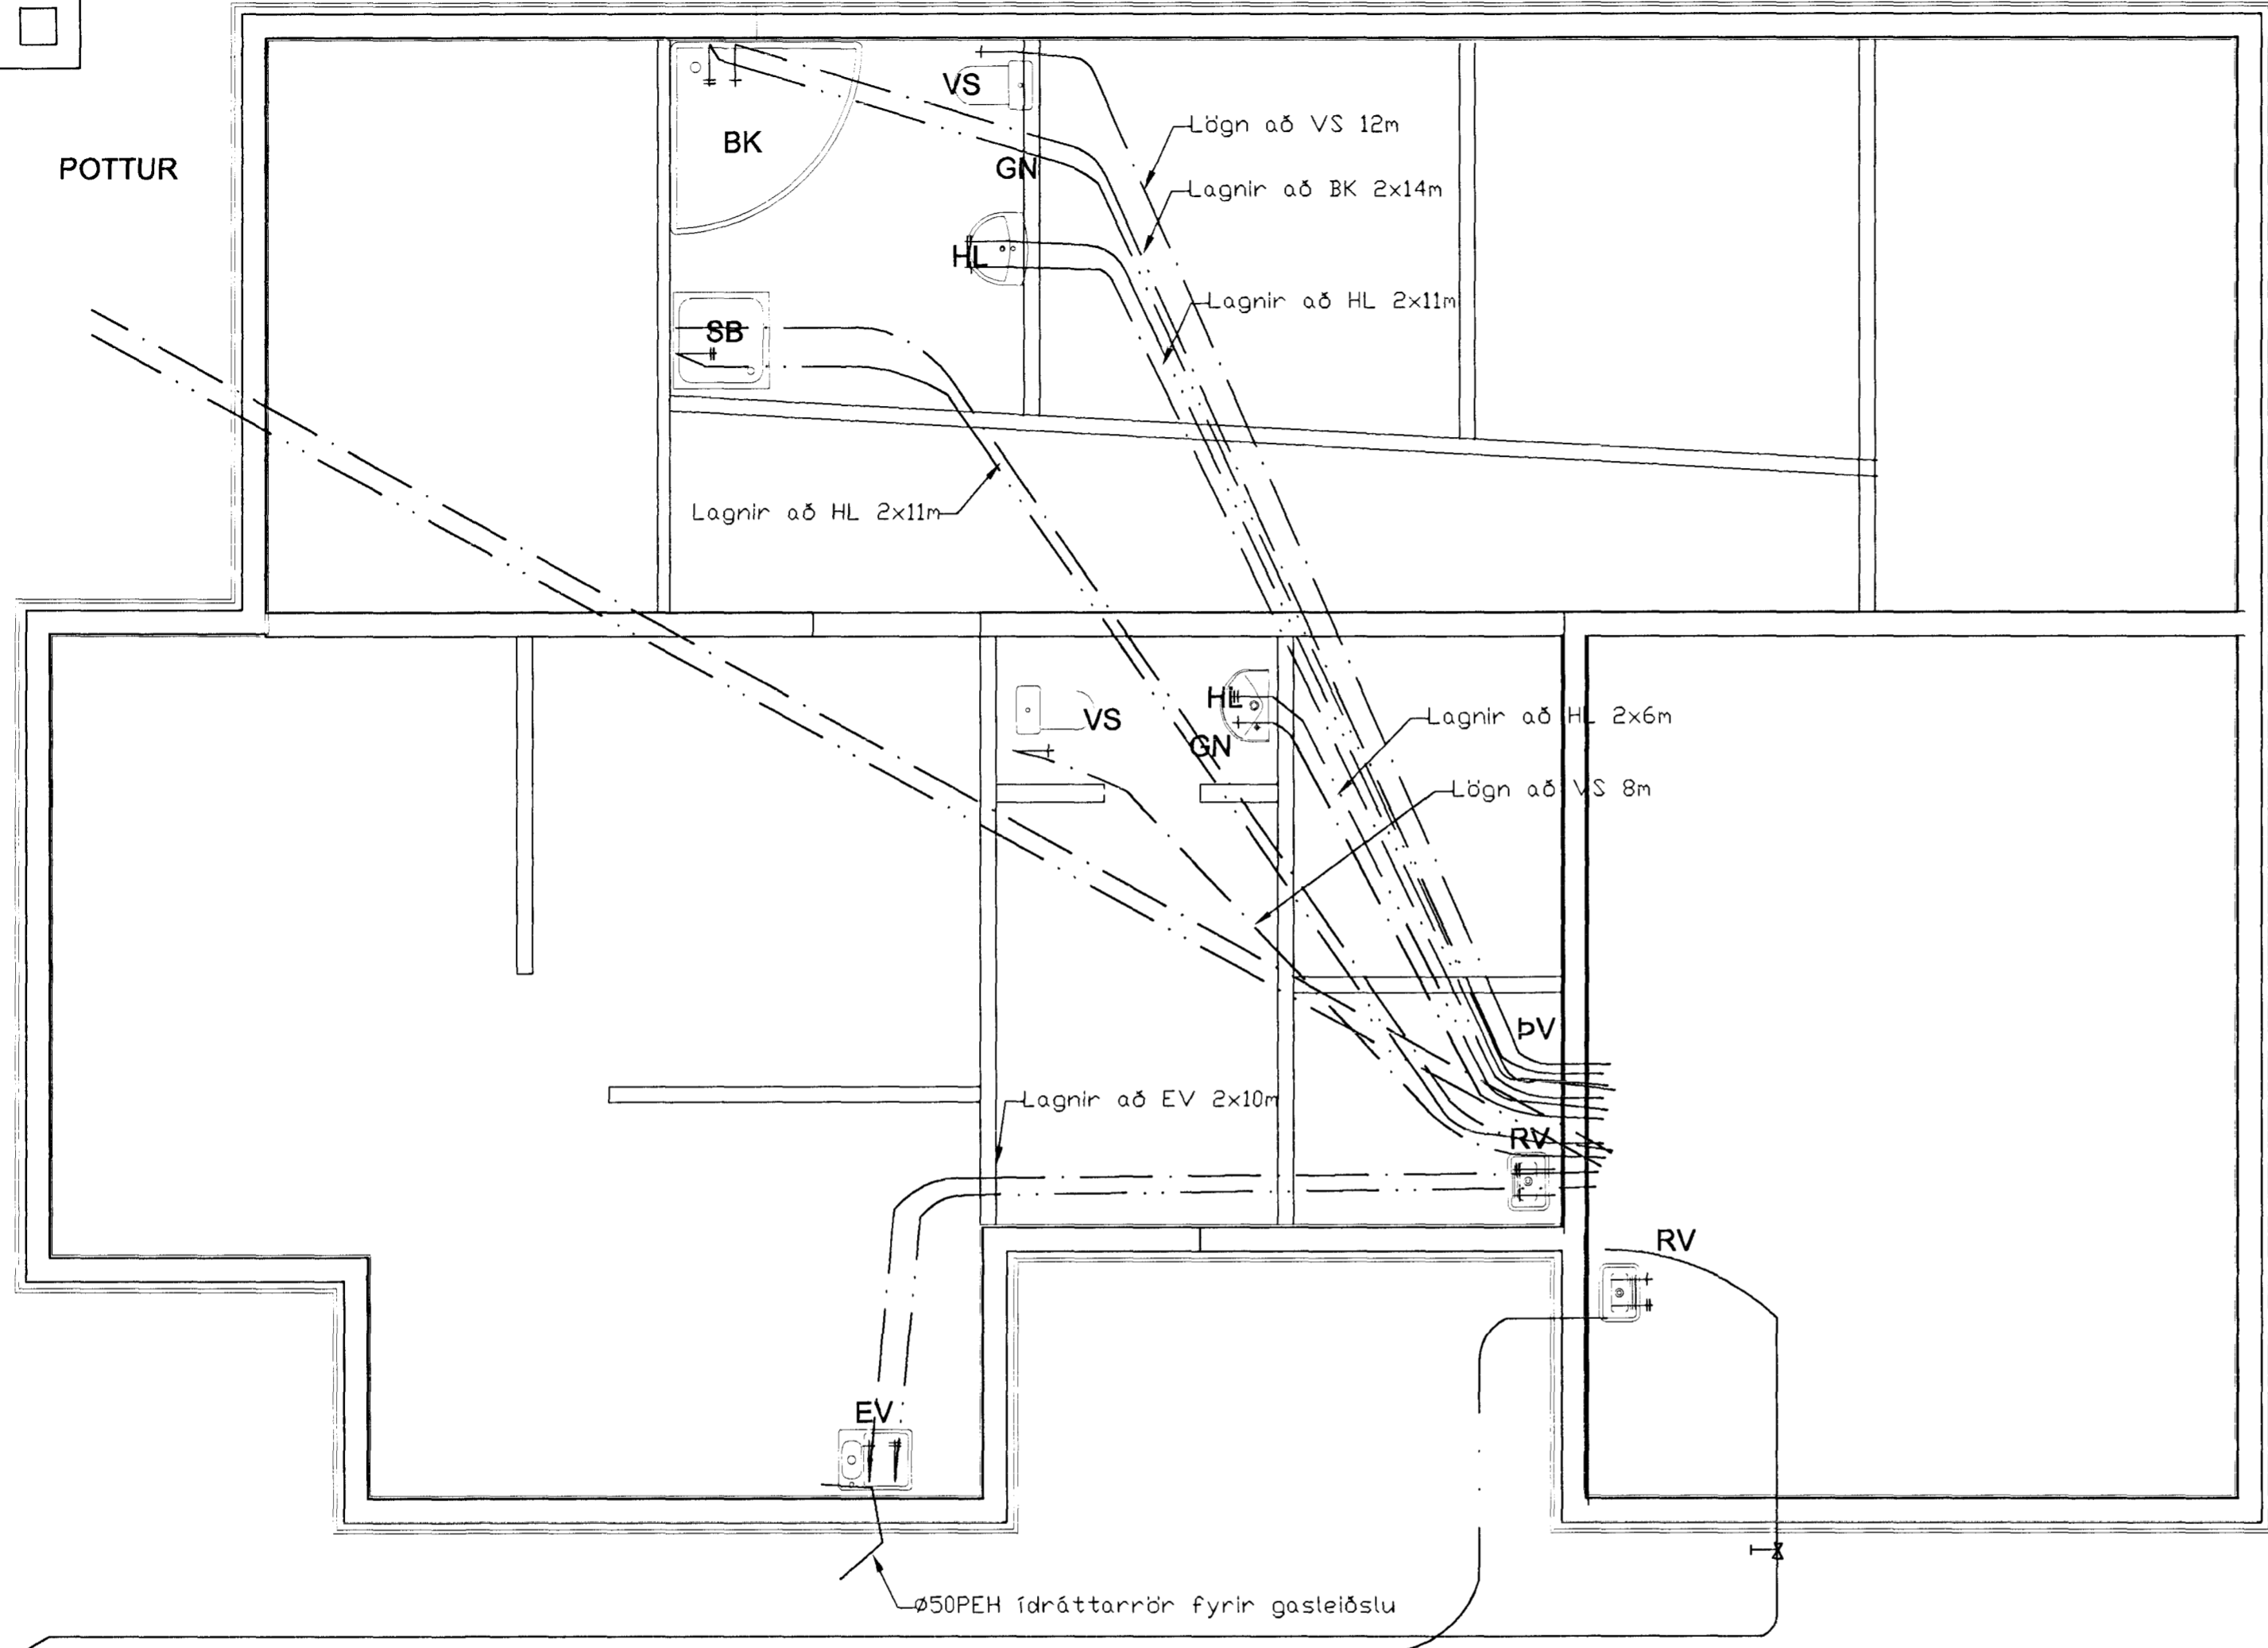 VS
Lögn að VS 12m
BK
POTTUR
GN
Lagnir að BK 2x14m
HL
Lagnir að HL 2x11m
SB
Lagnir að HL 2x11m
HL
VS
Lagnir að HL 2x6m
GN
Lögn að VS 8m
ÞV
Lagnir að EV 2x10m
RV
RV
EV
ø50PEH ídráttarrör fyrir gasleiðslu